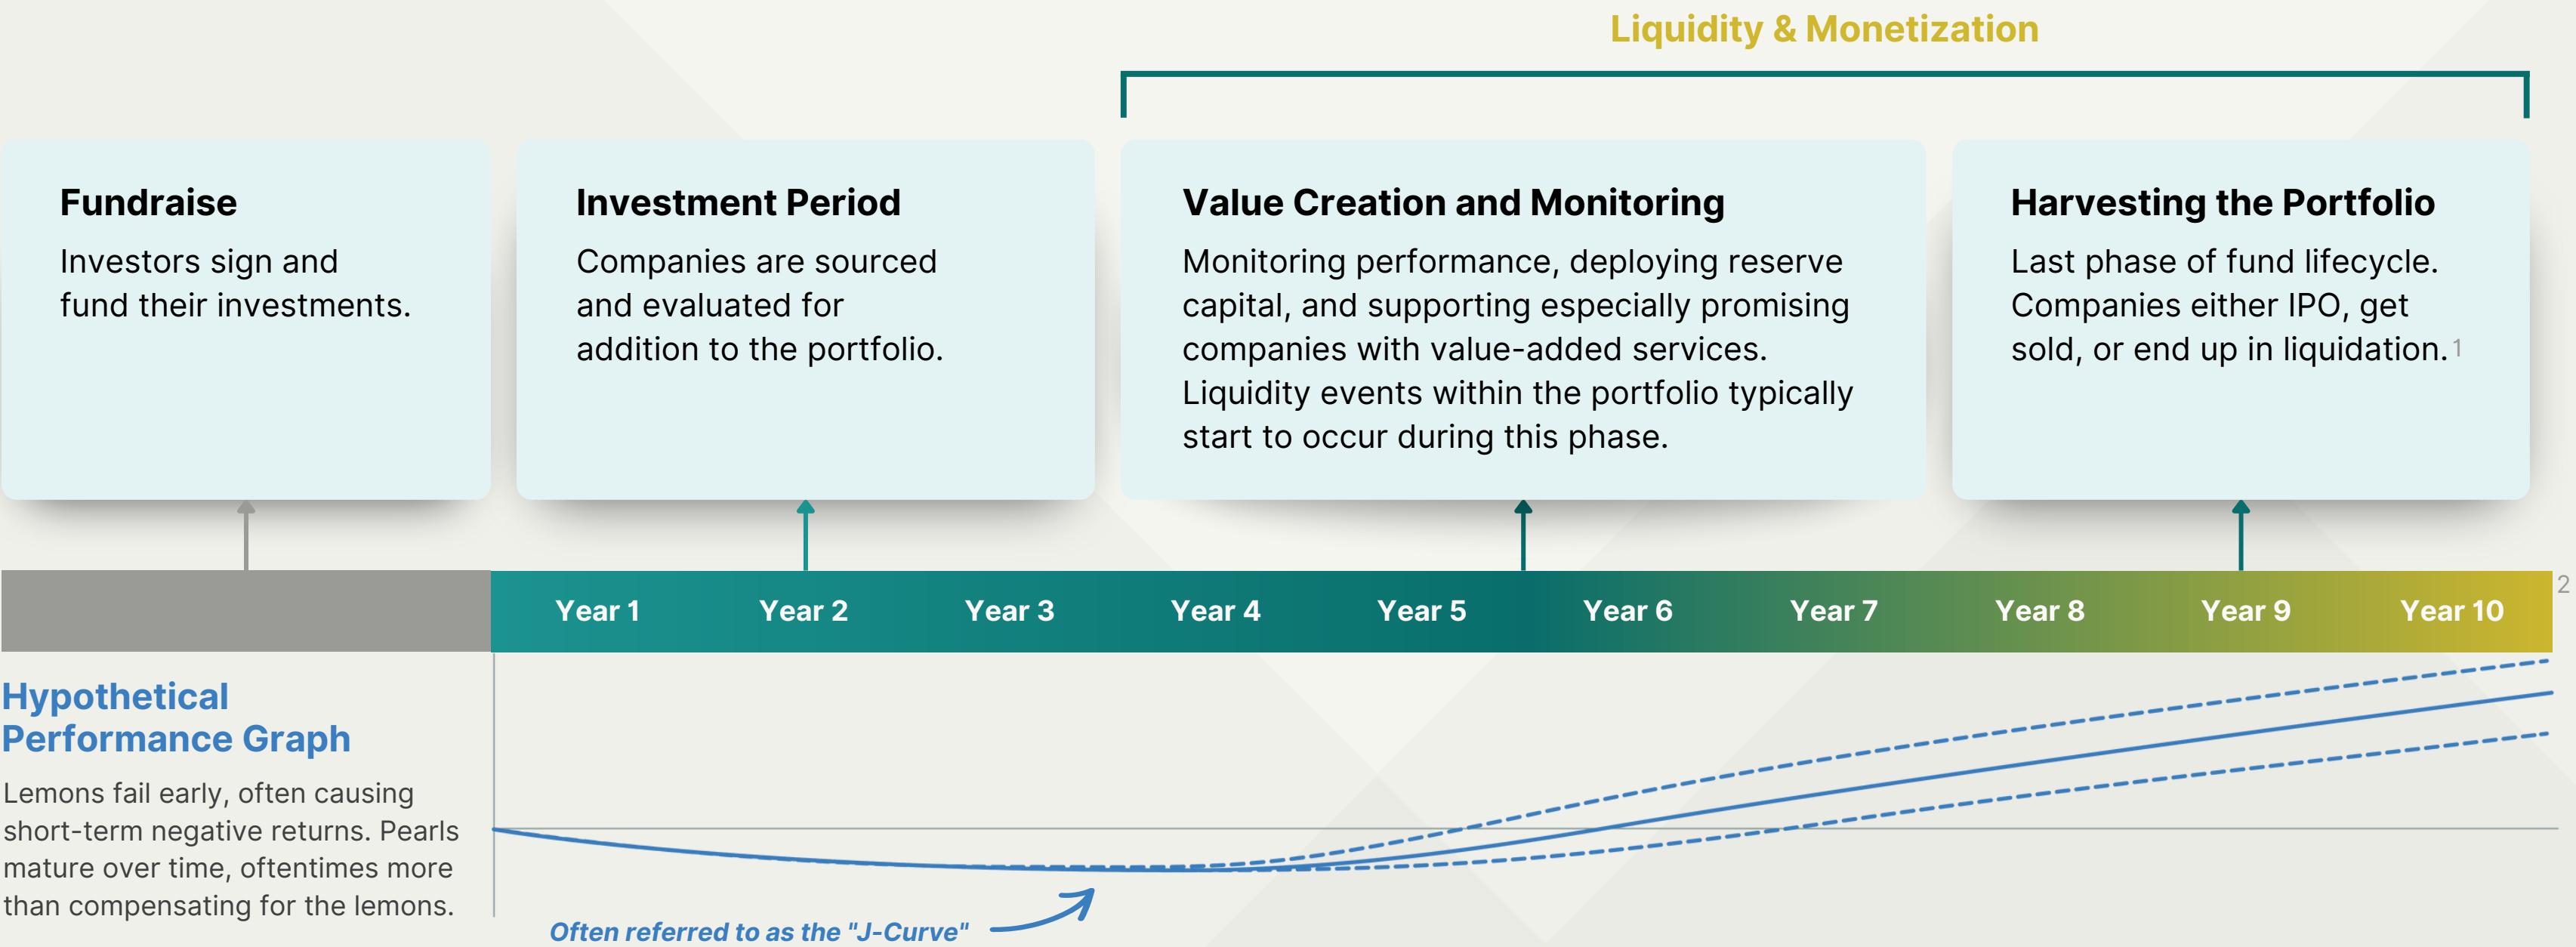 Liquidity & Monetization
Fundraise
Investors sign and
fund their investments.
Investment Period
Companies are sourced
and evaluated for
addition to the portfolio.
Value Creation and Monitoring
Monitoring performance, deploying reserve
capital, and supporting especially promising
companies with value-added services.
Liquidity events within the portfolio typically
start to occur during this phase.
Harvesting the Portfolio
Last phase of fund lifecycle.
Companies either IPO, get
sold, or end up in liquidation.1
Year 1 Year 2 Year 3 Year 4 Year 5 Year 6 Year 7 Year 8 Year 9 Year 10 2
Hypothetical
Performance Graph
Lemons fail early, often causing
short-term negative returns. Pearls
mature over time, oftentimes more
than compensating for the lemons.
Often referred to as the "J-Curve"